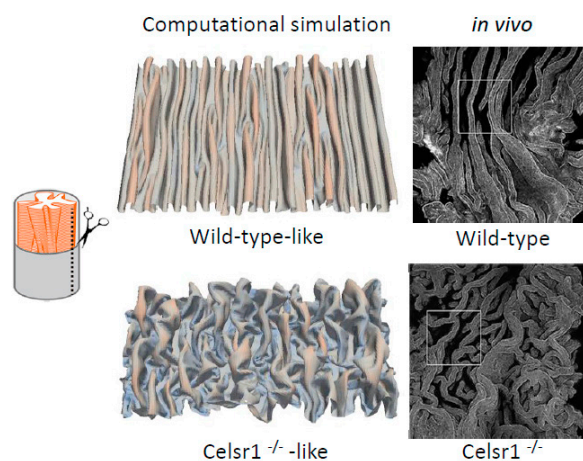 Computational simulation
in vivo
Wild-type-like
Wild-type
Celsr1 -/- -like
Celsr1 -/-